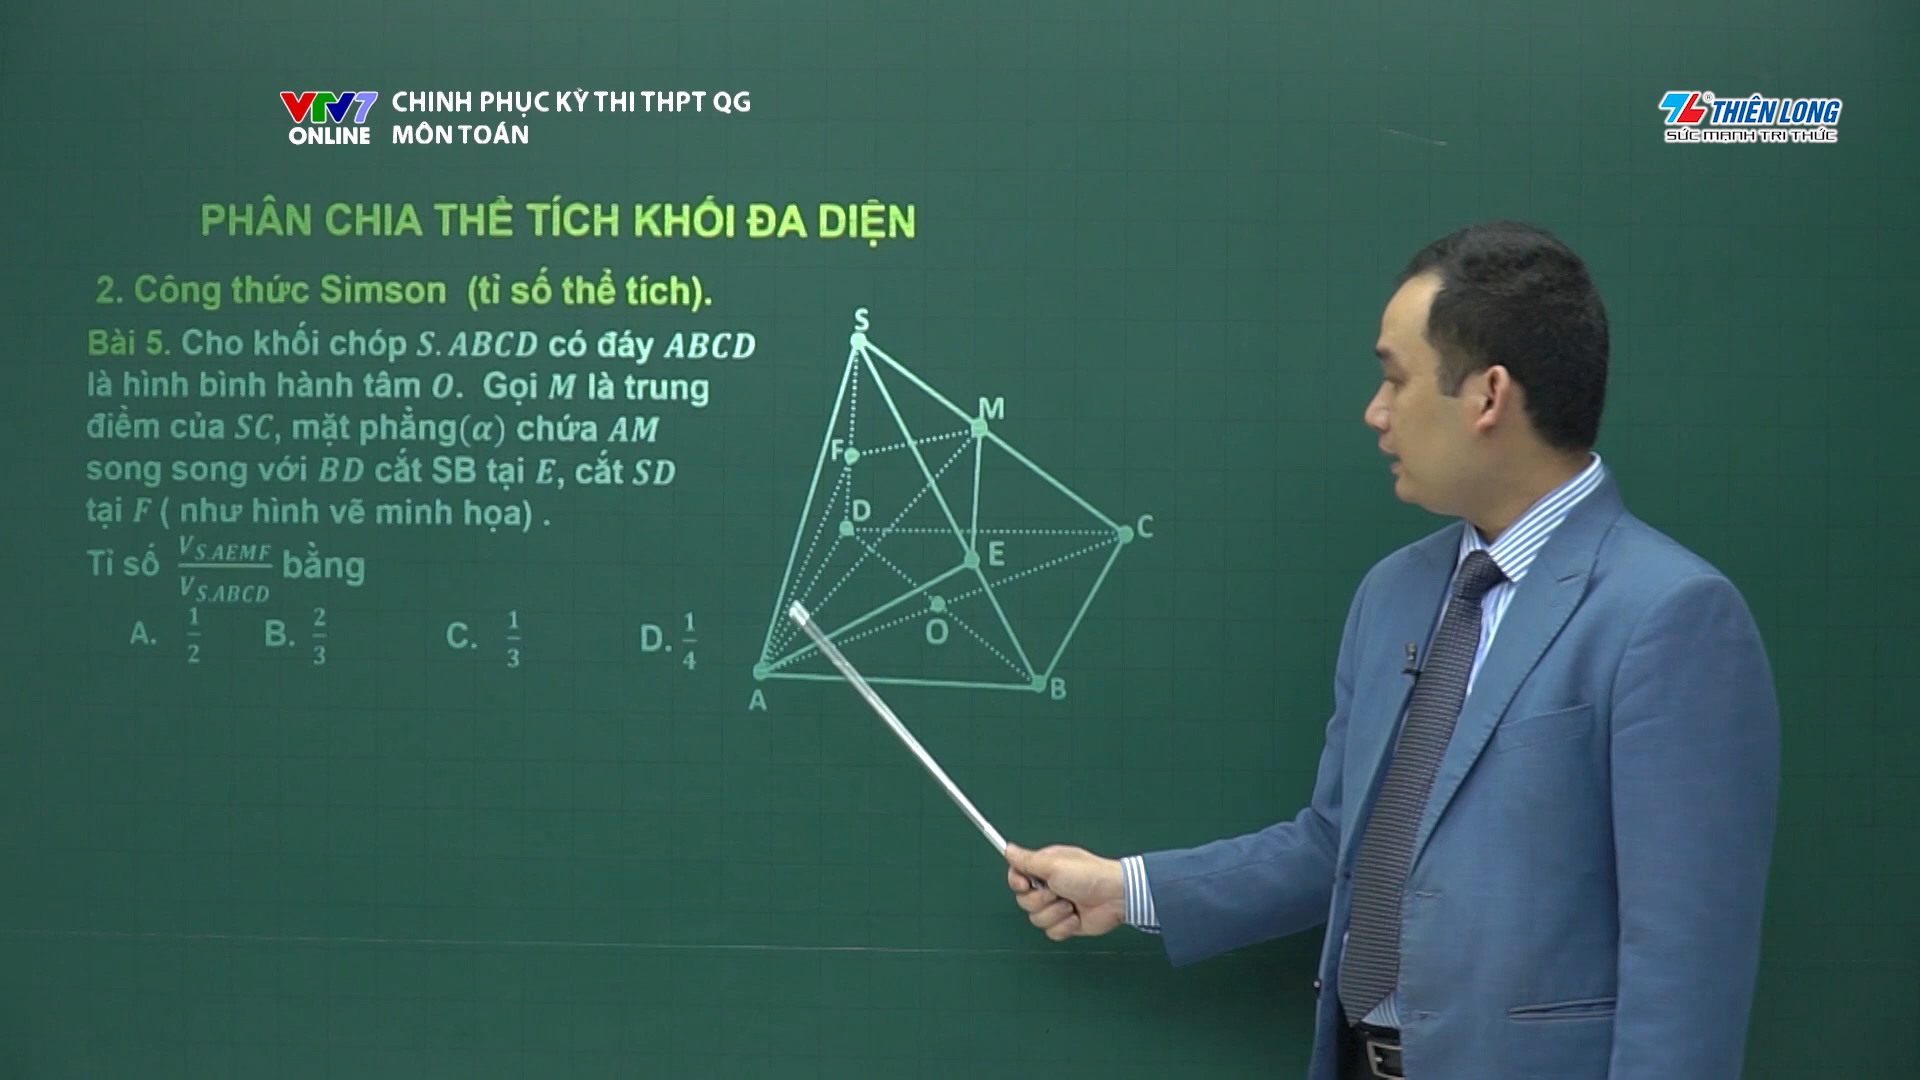 VTV7 ONLINE
CHINH PHỤC KỲ THI THPT QG
MÔN TOÁN
TL® THIÊN LONG
SỨC MẠNH TRI THỨC
PHÂN CHIA THỂ TÍCH KHỐI ĐA DIỆN
2. Công thức Simson (tỉ số thể tích).
Bài 5. Cho khối chóp S.ABCD có đáy ABCD
là hình bình hành tâm O. Gọi M là trung
điểm của SC, mặt phẳng(α) chứa AM
song song với BD cắt SB tại E, cắt SD
tại F ( như hình vẽ minh họa) .
Tỉ số V_{S.AEMF}/V_{S.ABCD} bằng
A. 1/2 B. 2/3 C. 1/3 D. 1/4
S
M
F
D
C
E
O
A
B